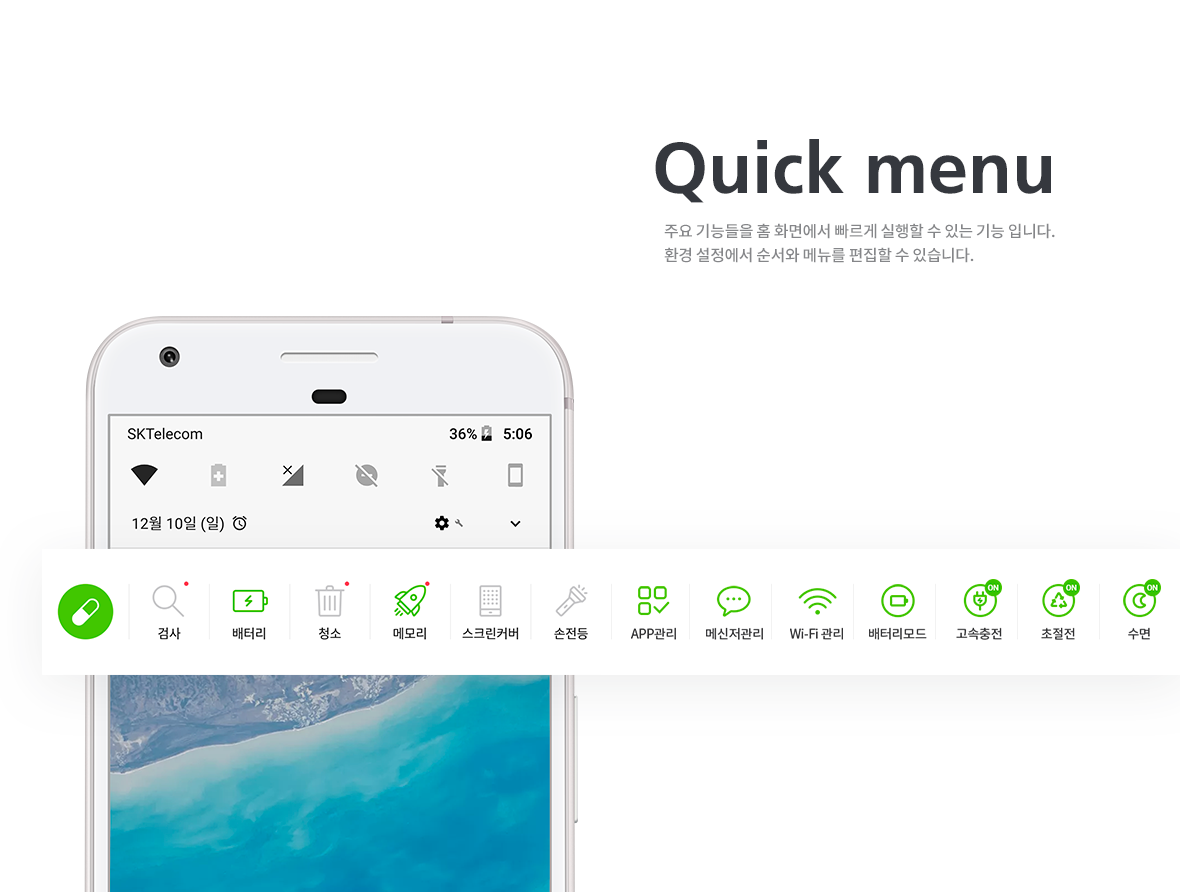 Quick menu
주요 기능들을 홈 화면에서 빠르게 실행할 수 있는 기능 입니다.
환경 설정에서 순서와 메뉴를 편집할 수 있습니다.
SKTelecom 36% 5:06
12월 10일 (일)
ON ON ON
검사 배터리 청소 메모리 스크린커버 손전등 APP관리 메신저관리 Wi-Fi 관리 배터리모드 고속충전 초절전 수면